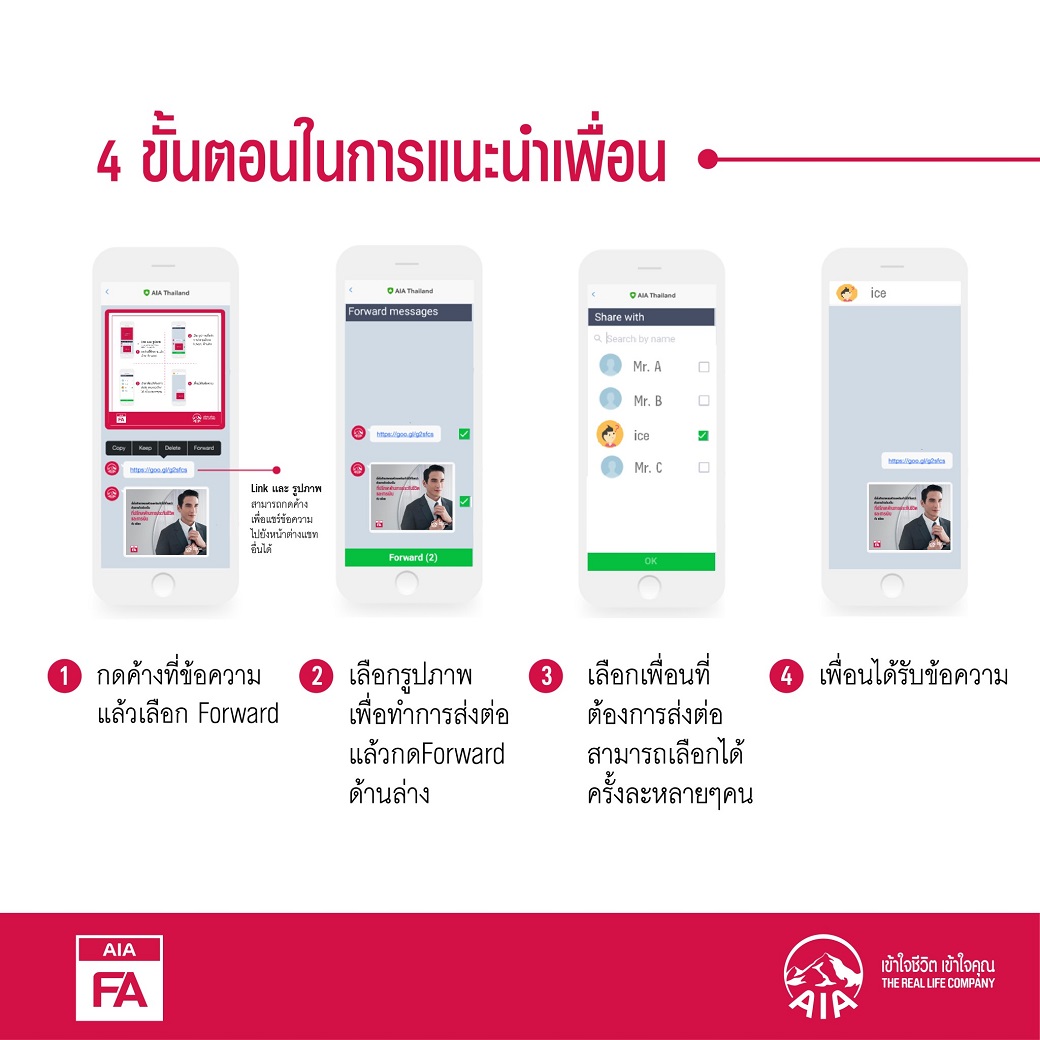 4 ขั้นตอนในการแนะนำเพื่อน
AIA Thailand
Copy Keep Delete Forward
https://goo.gl/g2sfcs
Link และ รูปภาพ
สามารถกดค้าง
เพื่อแชร์ข้อความ
ไปยังหน้าต่างแชท
อื่นได้
AIA Thailand
Forward messages
https://goo.gl/g2sfcs
Forward (2)
AIA Thailand
Share with
Search by name
Mr. A
Mr. B
ice
Mr. C
OK
ice
https://goo.gl/g2sfcs
1 กดค้างที่ข้อความ
แล้วเลือก Forward
2 เลือกรูปภาพ
เพื่อทำการส่งต่อ
แล้วกดForward
ด้านล่าง
3 เลือกเพื่อนที่
ต้องการส่งต่อ
สามารถเลือกได้
ครั้งละหลายๆคน
4 เพื่อนได้รับข้อความ
AIA
FA
AIA
เข้าใจชีวิต เข้าใจคุณ
THE REAL LIFE COMPANY